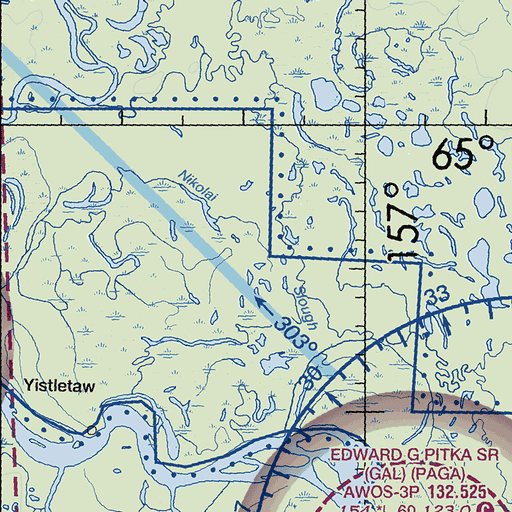 65°
157°
Nikolai
Slough
303°
33
30
Yistletaw
EDWARD G PITKA SR
(GAL) (PAGA)
AWOS-3P 132.525